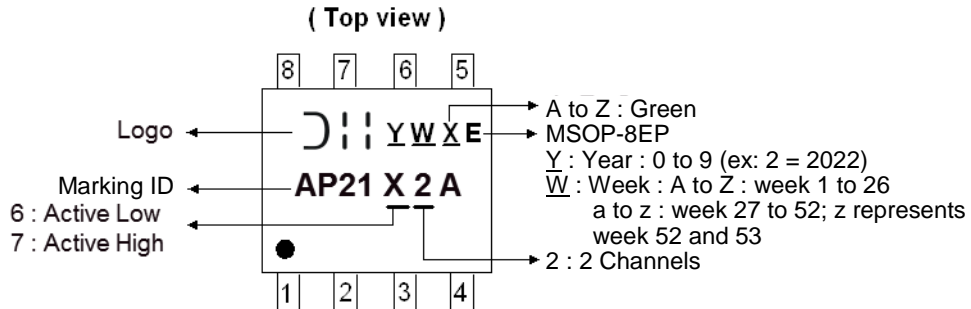 ( Top view )
8 7 6 5
Logo
Y W X E
A to Z : Green
MSOP-8EP
Y : Year : 0 to 9 (ex: 2 = 2022)
W : Week : A to Z : week 1 to 26
a to z : week 27 to 52; z represents
week 52 and 53
Marking ID
AP21 X 2 A
6 : Active Low
7 : Active High
2 : 2 Channels
1 2 3 4